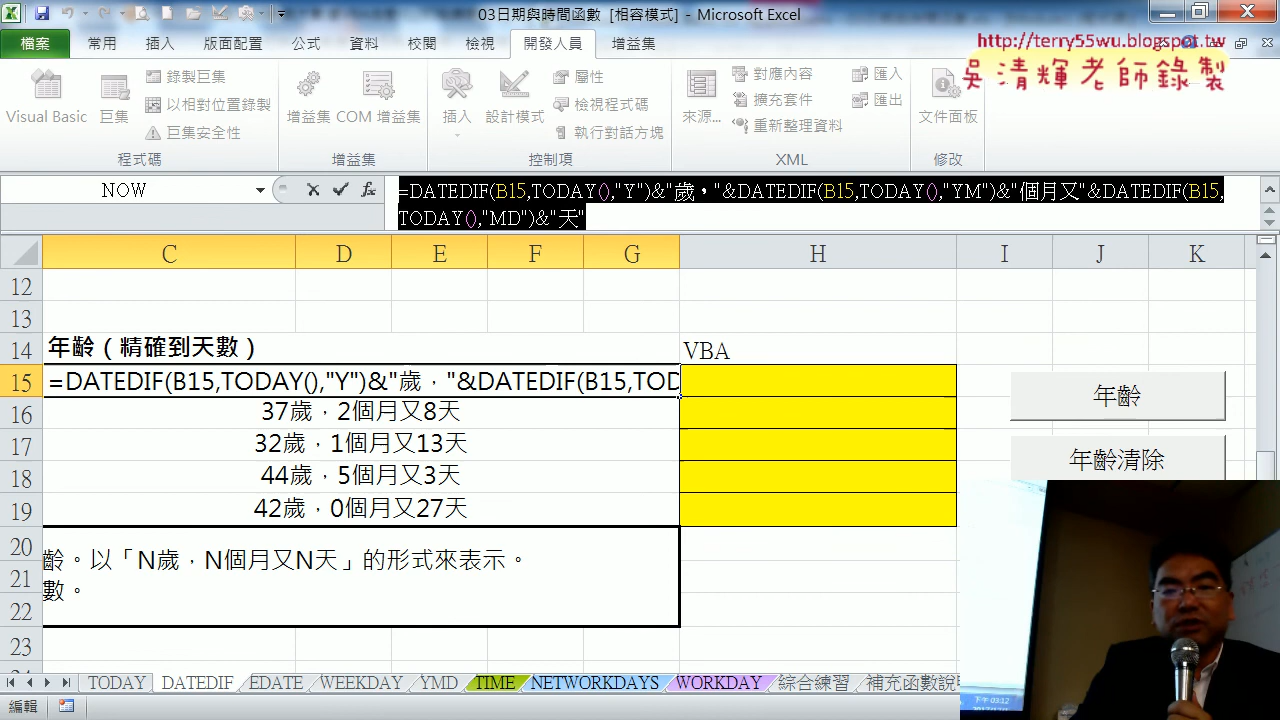 03日期與時間函數 [相容模式] - Microsoft Excel
http://terry55wu.blogspot.tw
吳清輝老師錄製
檔案 常用 插入 版面配置 公式 資料 校閱 檢視 開發人員 增益集
Visual Basic 巨集 錄製巨集 以相對位置錄製 巨集安全性 程式碼
增益集 COM 增益集 增益集
插入 設計模式 屬性 檢視程式碼 執行對話方塊 控制項
來源... 對應內容 擴充套件 重新整理資料 匯入 匯出 XML
文件面板 修改
NOW
=DATEDIF(B15,TODAY(),"Y")&"歲，"&DATEDIF(B15,TODAY(),"YM")&"個月又"&DATEDIF(B15,
TODAY(),"MD")&"天"
C D E F G H I J K
12
13
14 年齡（精確到天數） VBA
15 =DATEDIF(B15,TODAY(),"Y")&"歲，"&DATEDIF(B15,TOD
年齡
16 37歲，2個月又8天
17 32歲，1個月又13天
年齡清除
18 44歲，5個月又3天
19 42歲，0個月又27天
20
齡。以「N歲，N個月又N天」的形式來表示。
21
數。
22
23
TODAY DATEDIF EDATE WEEKDAY YMD TIME NETWORKDAYS WORKDAY 綜合練習 補充函數說
編輯
下午 03:12